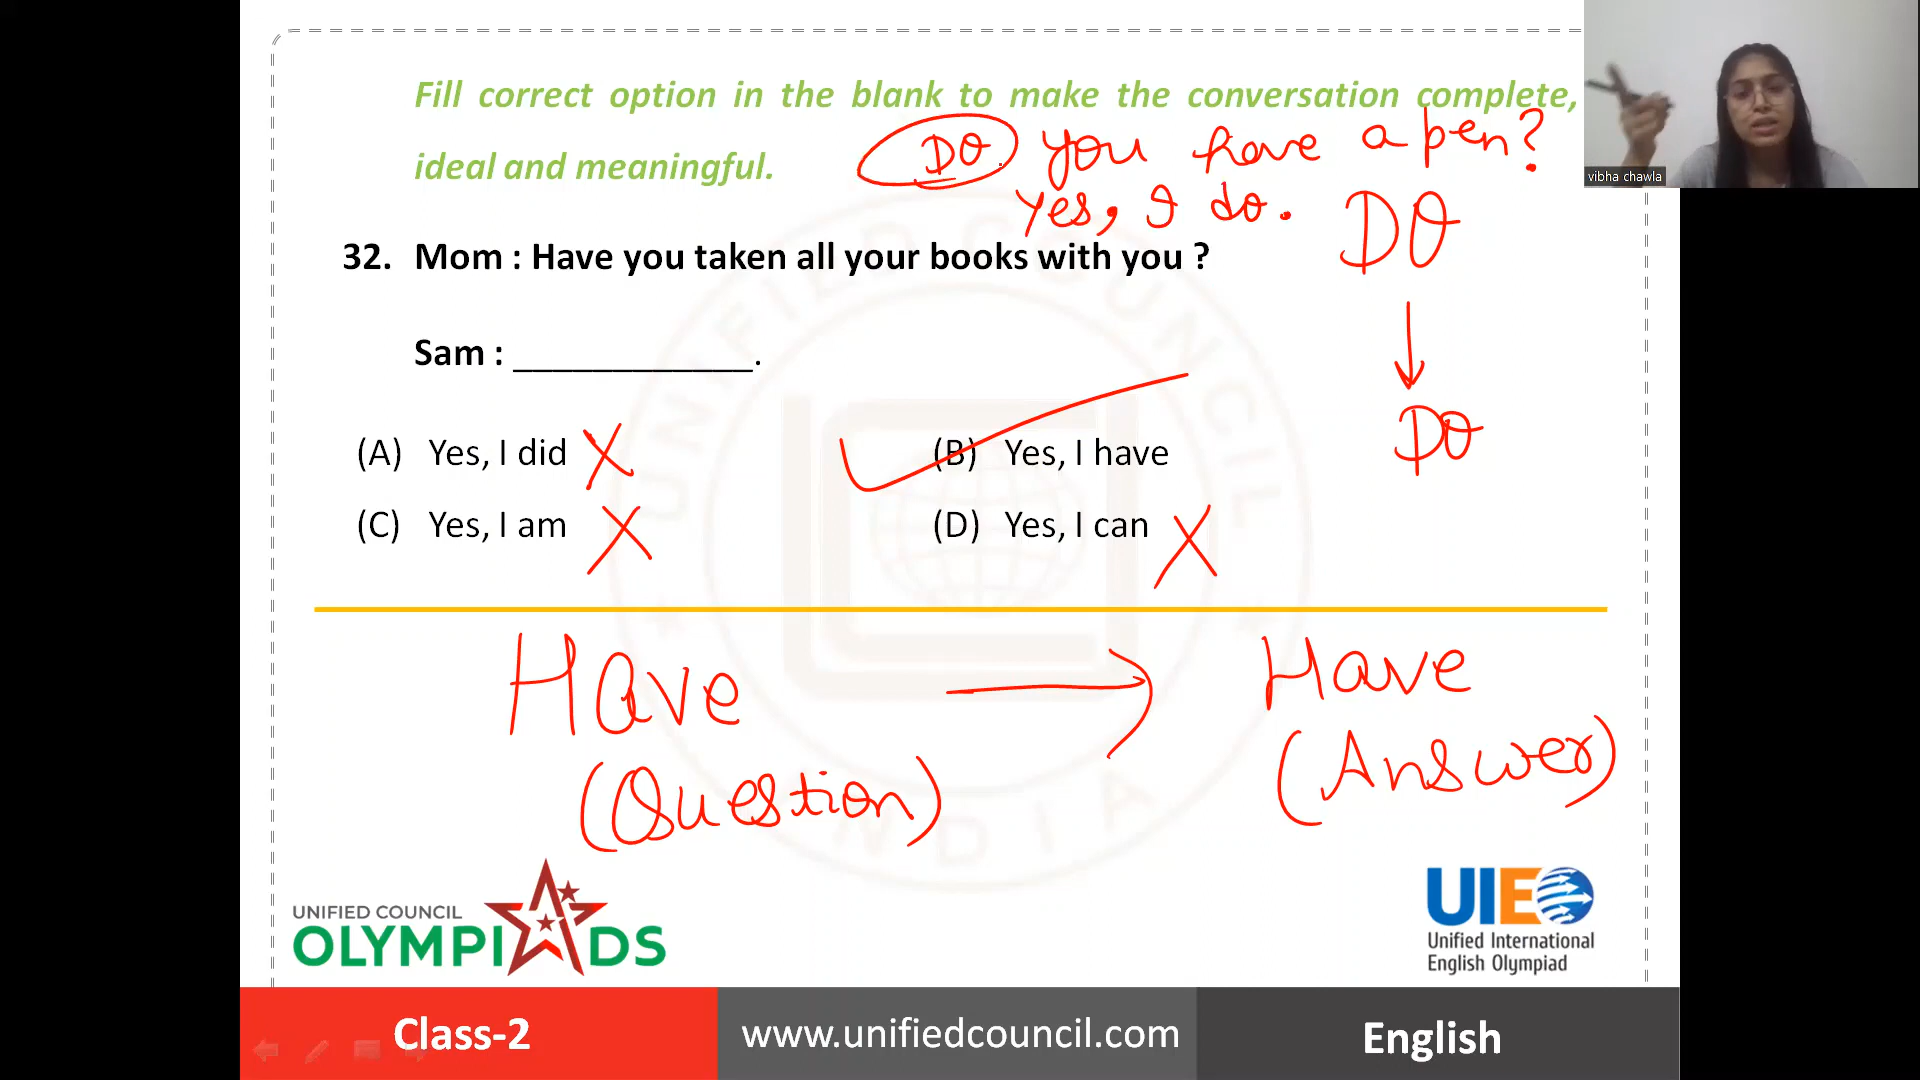 Fill correct option in the blank to make the conversation complete,
ideal and meaningful.
DO you have a pen?
Yes, I do.
vibha chawla
32. Mom : Have you taken all your books with you ?
DO
Sam : ____________.
DO
(A) Yes, I did X
(B) Yes, I have
(C) Yes, I am X
(D) Yes, I can X
Have
Have
(Question)
(Answer)
UNIFIED COUNCIL
INDIA
UNIFIED COUNCIL
OLYMPIADS
UIEO
Unified International
English Olympiad
Class-2
www.unifiedcouncil.com
English